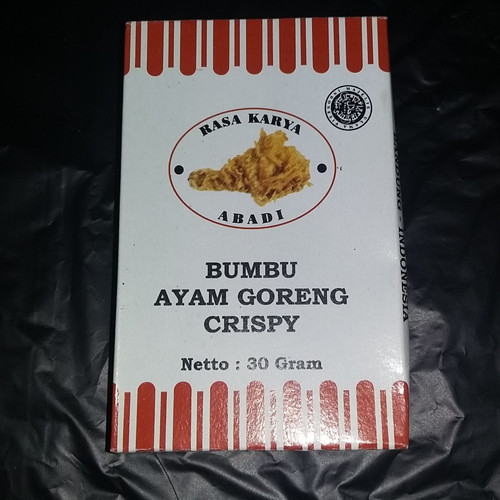 RASA KARYA
ABADI
BUMBU
AYAM GORENG
CRISPY
Netto : 30 Gram
INDONESIA